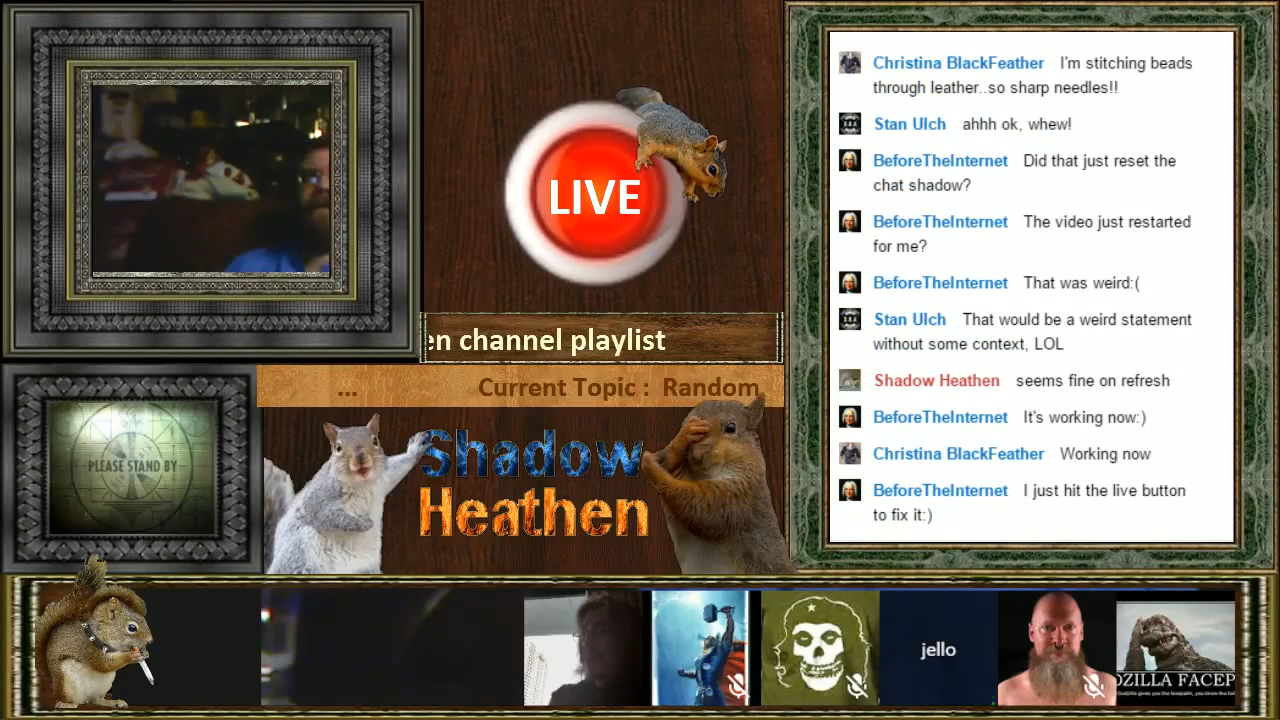 LIVE
en channel playlist
... Current Topic : Random
PLEASE STAND BY
Shadow
Heathen
Christina BlackFeather I'm stitching beads
through leather..so sharp needles!!
Stan Ulch ahhh ok, whew!
BeforeTheInternet Did that just reset the
chat shadow?
BeforeTheInternet The video just restarted
for me?
BeforeTheInternet That was weird:(
Stan Ulch That would be a weird statement
without some context, LOL
Shadow Heathen seems fine on refresh
BeforeTheInternet It's working now:)
Christina BlackFeather Working now
BeforeTheInternet I just hit the live button
to fix it:)
jello
DZILLA FACEP